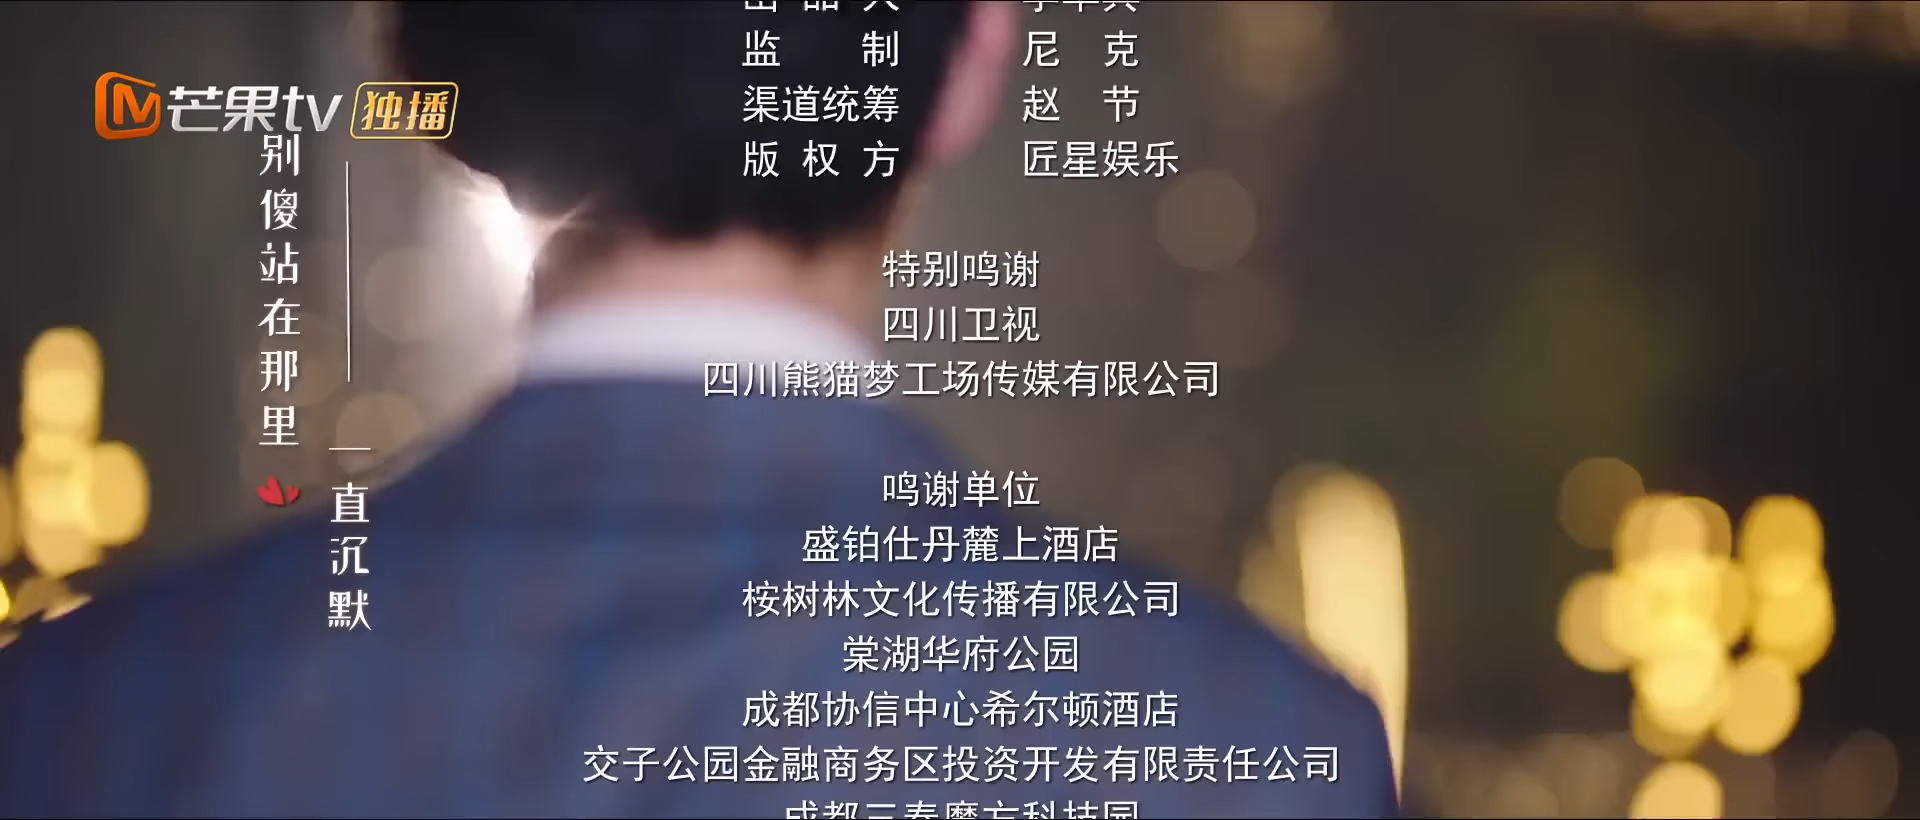 芒果tv 独播
别傻站在那里
一直沉默
监制 尼克
渠道统筹 赵节
版权方 匠星娱乐
特别鸣谢
四川卫视
四川熊猫梦工场传媒有限公司
鸣谢单位
盛铂仕丹麓上酒店
桉树林文化传播有限公司
棠湖华府公园
成都协信中心希尔顿酒店
交子公园金融商务区投资开发有限责任公司